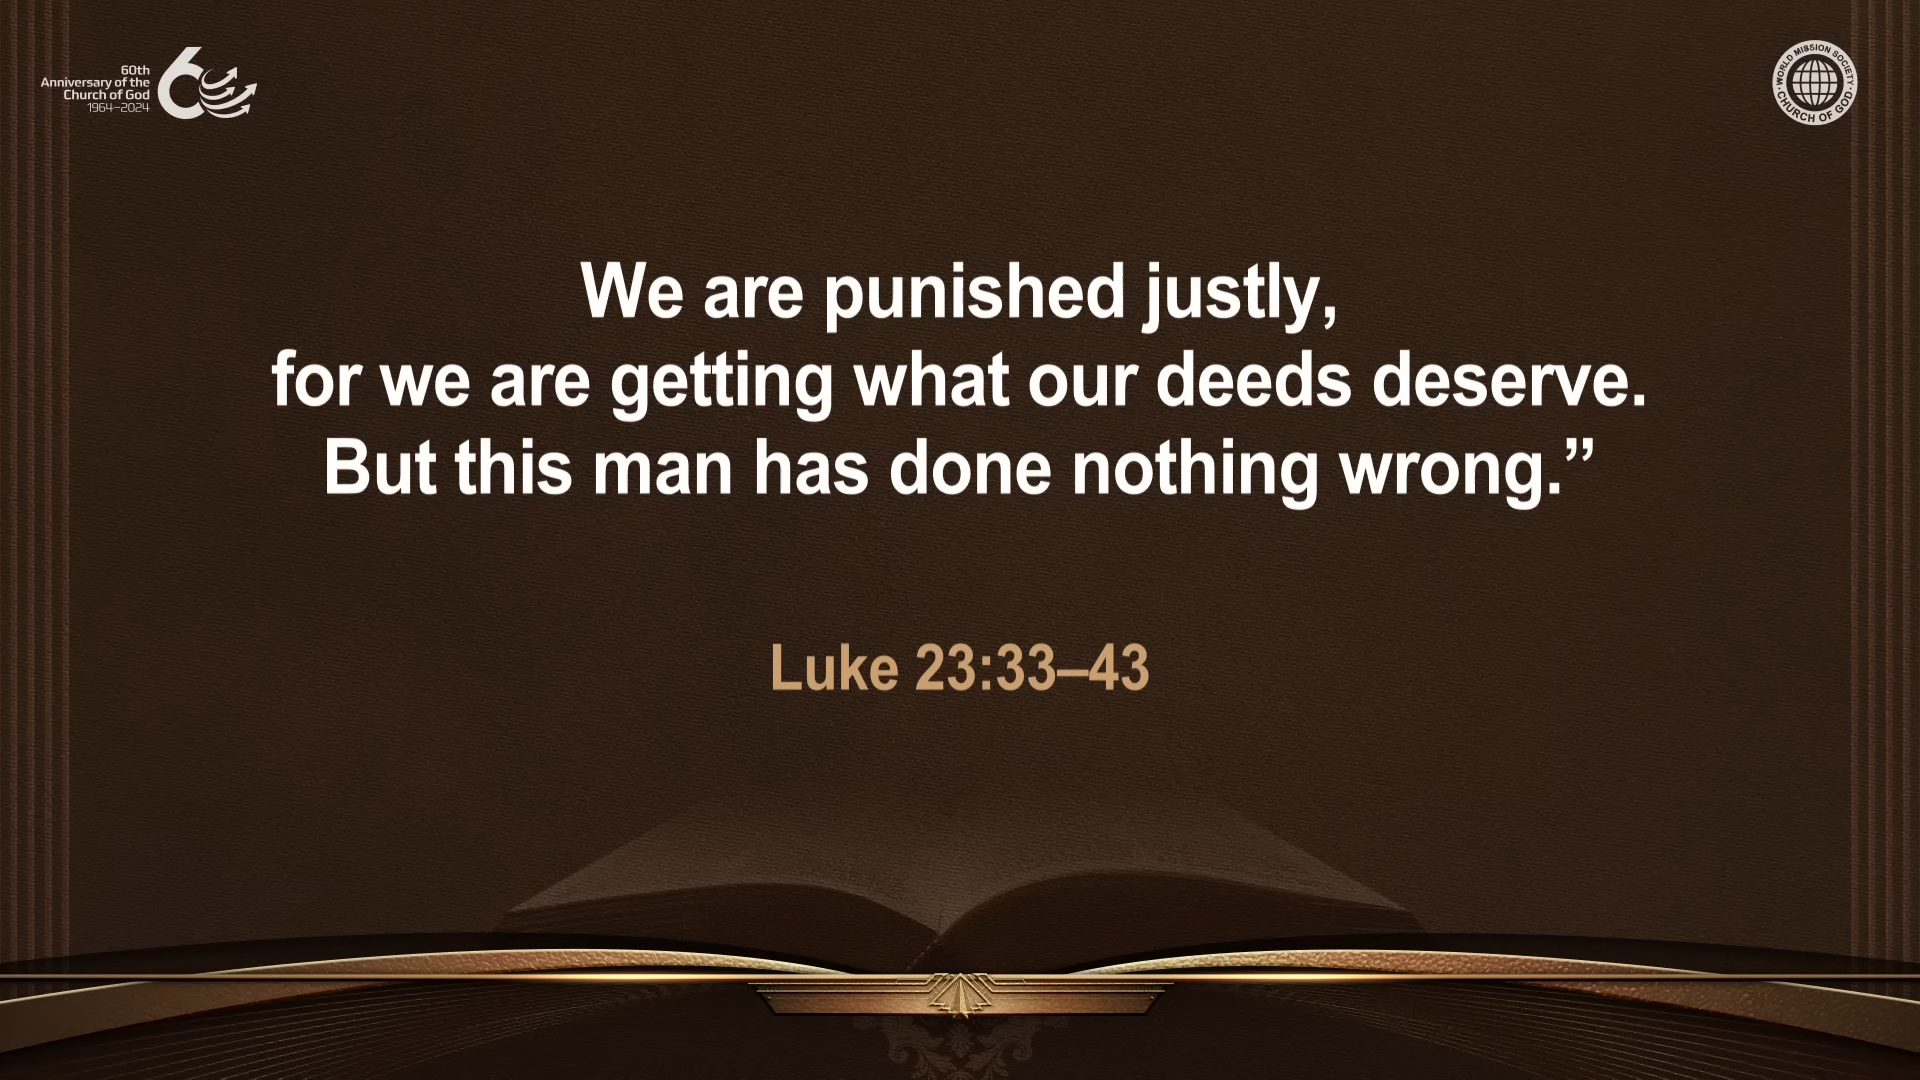 60th
Anniversary of the
Church of God
1964–2024
WORLD MISSION SOCIETY
CHURCH OF GOD
We are punished justly,
for we are getting what our deeds deserve.
But this man has done nothing wrong.”
Luke 23:33–43